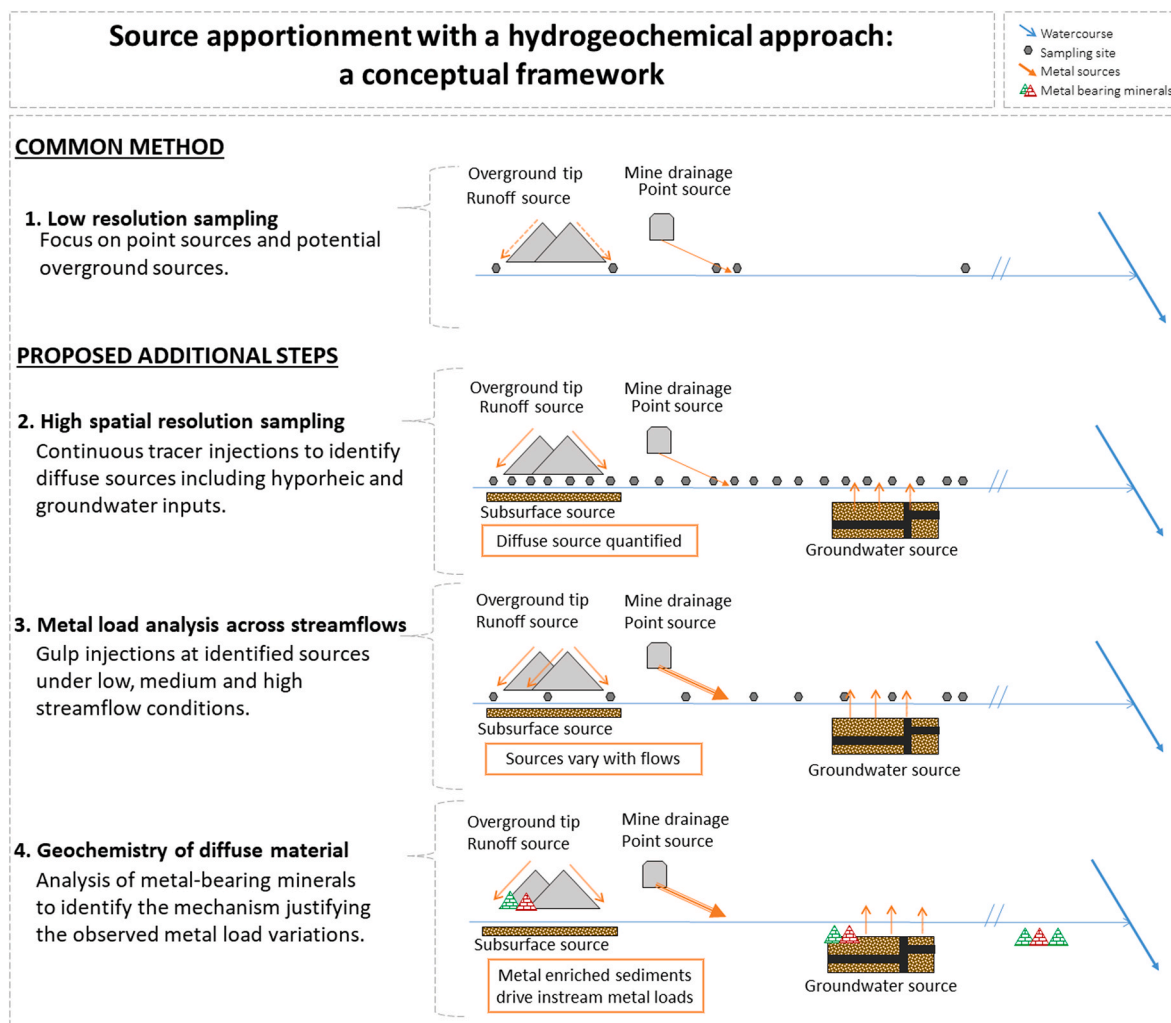 Source apportionment with a hydrogeochemical approach:
a conceptual framework
Watercourse
Sampling site
Metal sources
Metal bearing minerals
COMMON METHOD
1. Low resolution sampling
Focus on point sources and potential
overground sources.
Overground tip
Runoff source
Mine drainage
Point source
PROPOSED ADDITIONAL STEPS
2. High spatial resolution sampling
Continuous tracer injections to identify
diffuse sources including hyporheic and
groundwater inputs.
Overground tip
Runoff source
Mine drainage
Point source
Subsurface source
Diffuse source quantified
Groundwater source
3. Metal load analysis across streamflows
Gulp injections at identified sources
under low, medium and high
streamflow conditions.
Overground tip
Runoff source
Mine drainage
Point source
Subsurface source
Sources vary with flows
Groundwater source
4. Geochemistry of diffuse material
Analysis of metal-bearing minerals
to identify the mechanism justifying
the observed metal load variations.
Overground tip
Runoff source
Mine drainage
Point source
Subsurface source
Metal enriched sediments
drive instream metal loads
Groundwater source